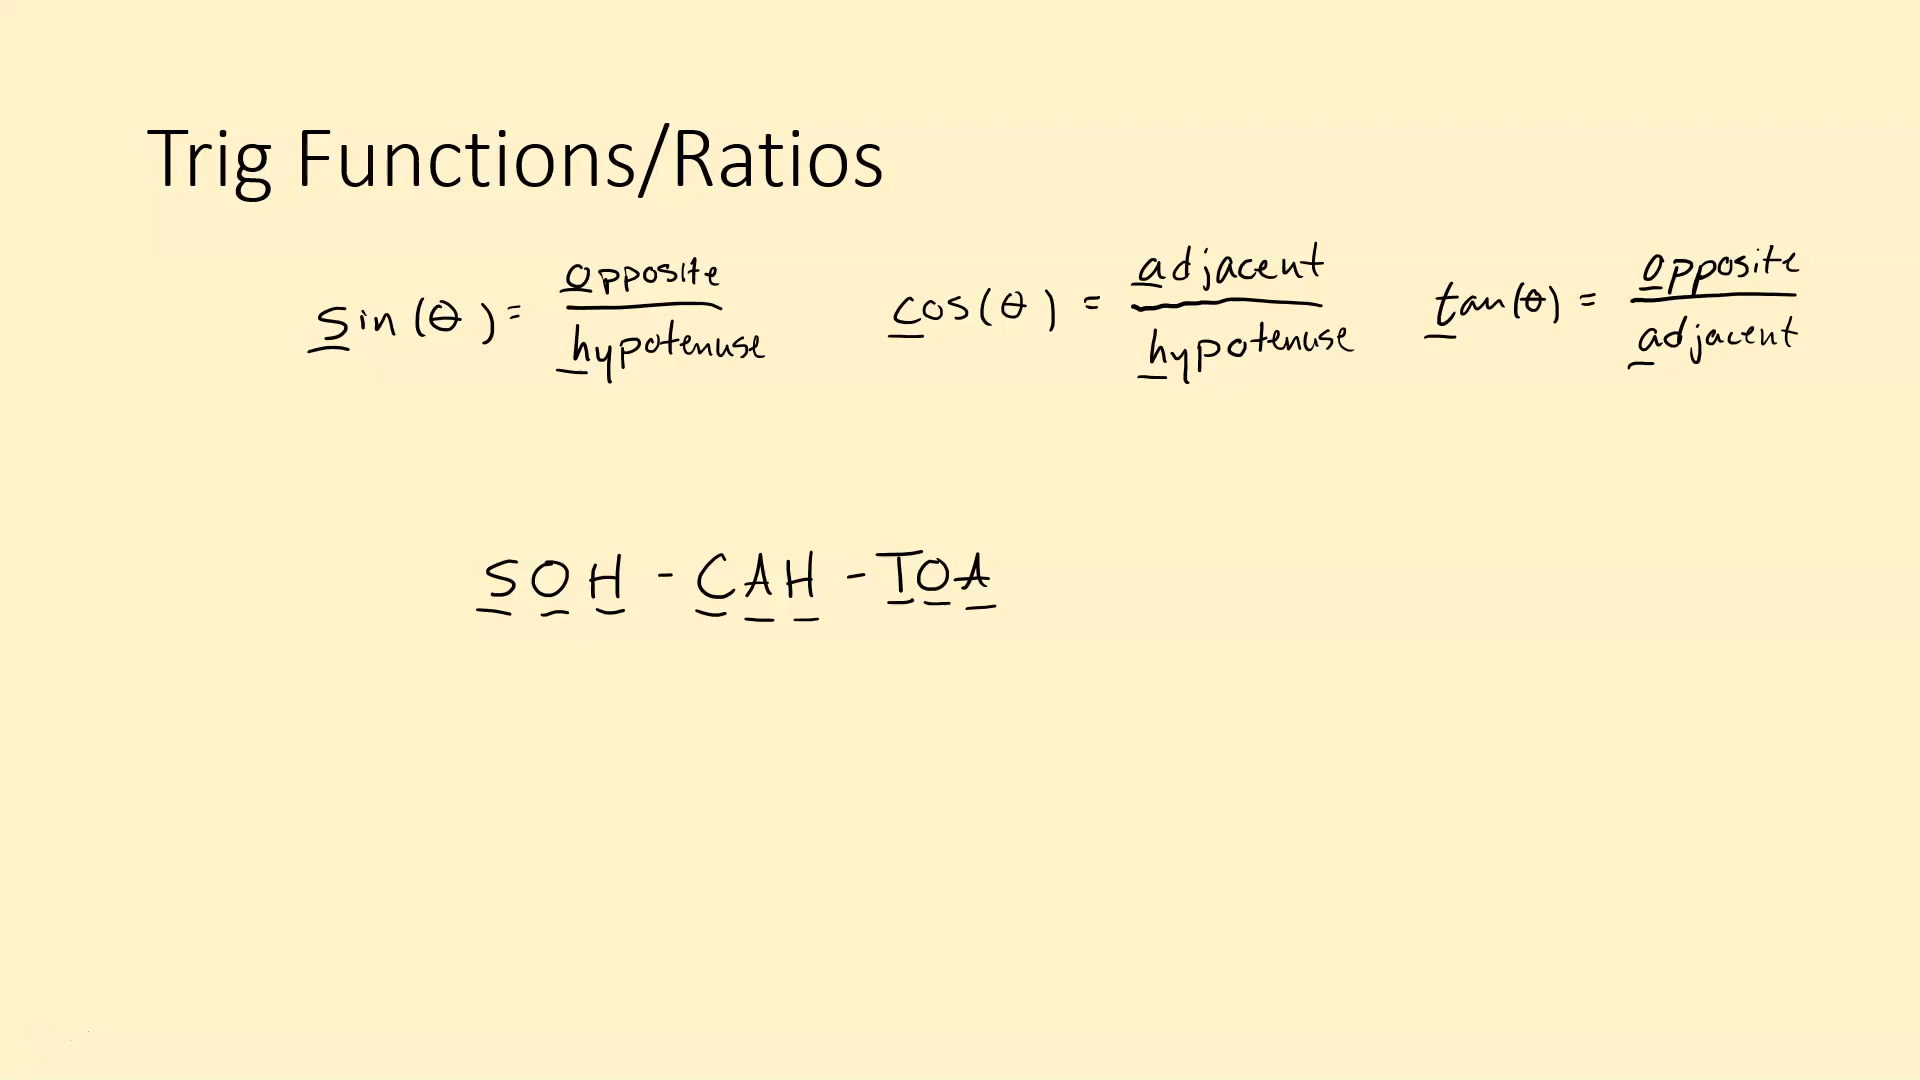 Trig Functions/Ratios
sin(θ) = opposite/hypotenuse cos(θ) = adjacent/hypotenuse tan(θ) = opposite/adjacent
SOH - CAH - TOA